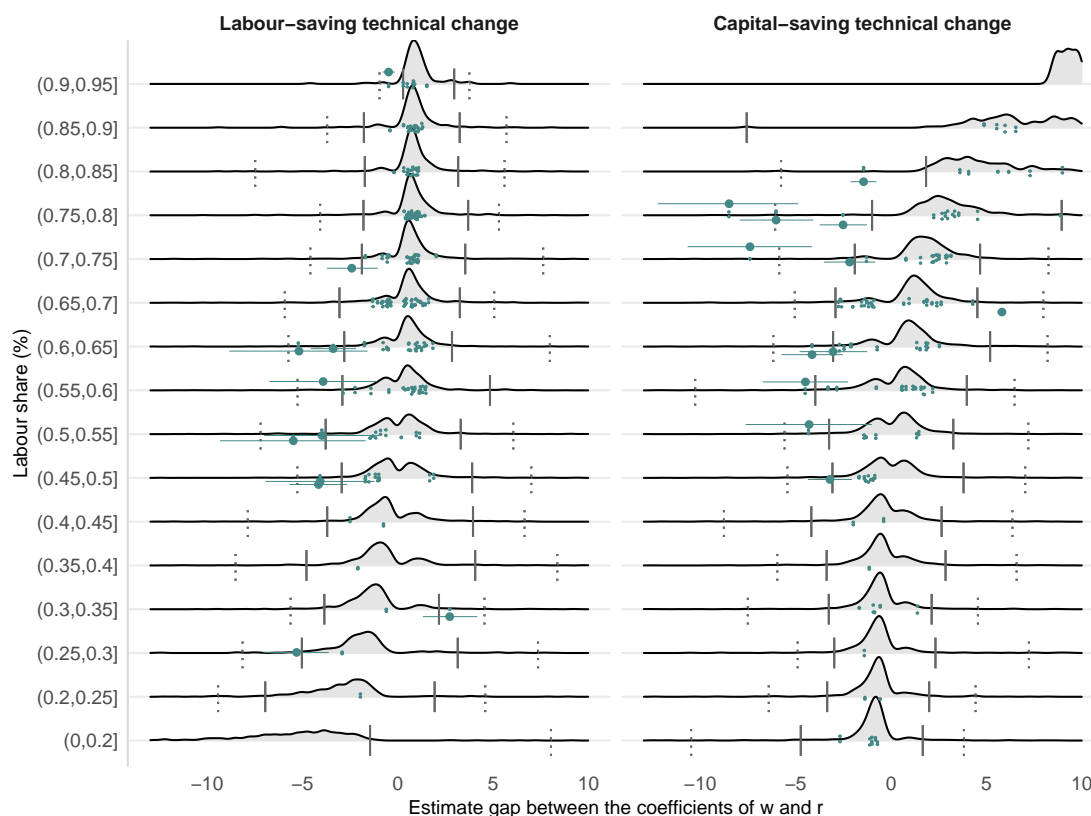 Labour−saving technical change
Capital−saving technical change
Labour share (%)
(0.9,0.95]
(0.85,0.9]
(0.8,0.85]
(0.75,0.8]
(0.7,0.75]
(0.65,0.7]
(0.6,0.65]
(0.55,0.6]
(0.5,0.55]
(0.45,0.5]
(0.4,0.45]
(0.35,0.4]
(0.3,0.35]
(0.25,0.3]
(0.2,0.25]
(0,0.2]
−10 −5 0 5 10
−10 −5 0 5 10
Estimate gap between the coefficients of w and r